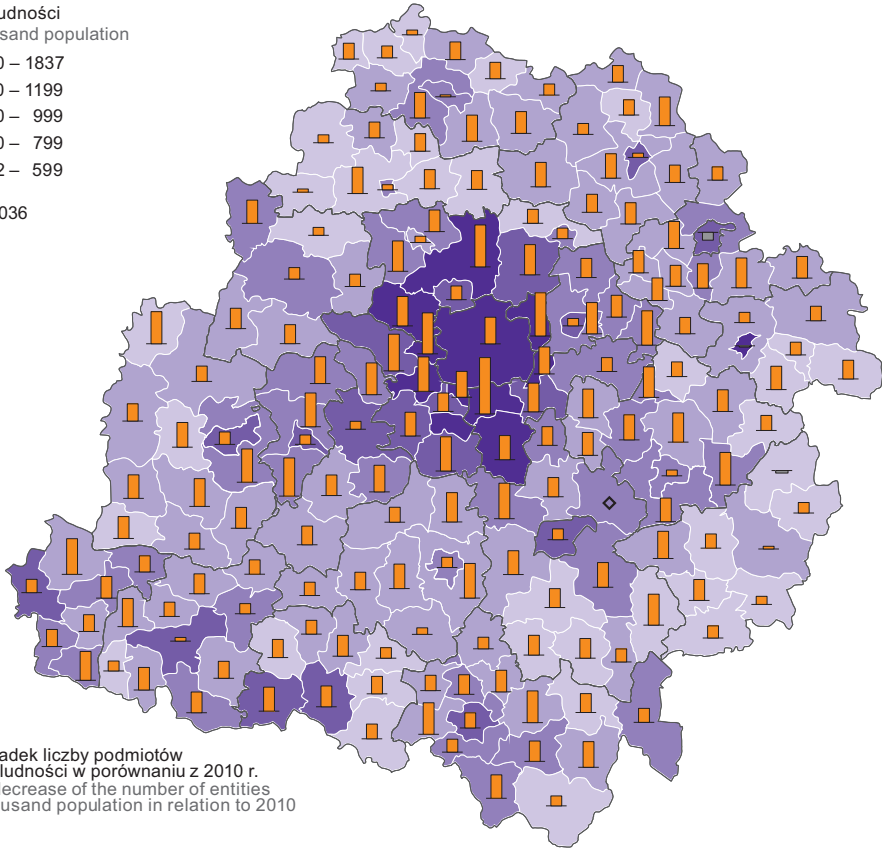 udności
sand population
0 – 1837
0 – 1199
0 – 999
0 – 799
2 – 599
036
adek liczby podmiotów
ludności w porównaniu z 2010 r.
decrease of the number of entities
usand population in relation to 2010